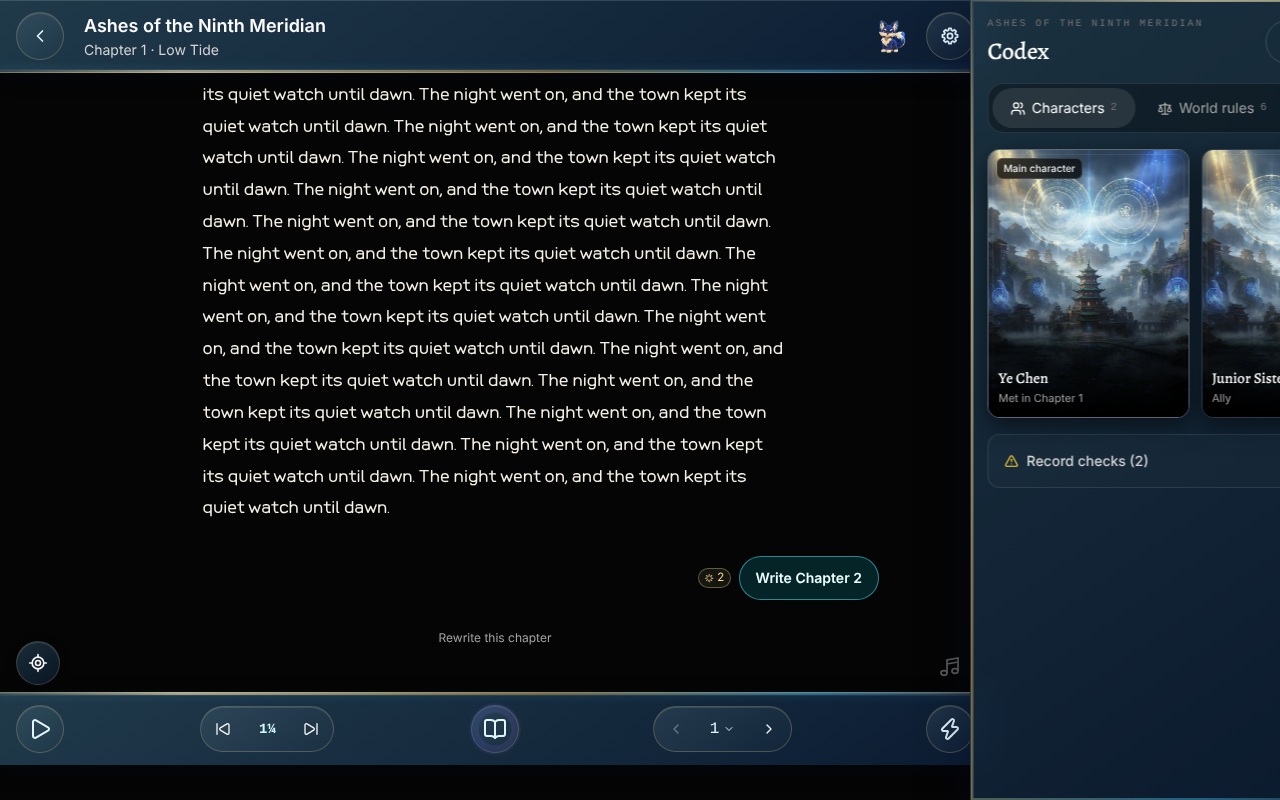 Ashes of the Ninth Meridian
Chapter 1 · Low Tide
its quiet watch until dawn. The night went on, and the town kept its
quiet watch until dawn. The night went on, and the town kept its quiet
watch until dawn. The night went on, and the town kept its quiet watch
until dawn. The night went on, and the town kept its quiet watch until
dawn. The night went on, and the town kept its quiet watch until dawn.
The night went on, and the town kept its quiet watch until dawn. The
night went on, and the town kept its quiet watch until dawn. The night
went on, and the town kept its quiet watch until dawn. The night went
on, and the town kept its quiet watch until dawn. The night went on, and
the town kept its quiet watch until dawn. The night went on, and the
town kept its quiet watch until dawn. The night went on, and the town
kept its quiet watch until dawn. The night went on, and the town kept
its quiet watch until dawn. The night went on, and the town kept its
quiet watch until dawn.
2
Write Chapter 2
Rewrite this chapter
1¼
1
ASHES OF THE NINTH MERIDIAN
Codex
Characters 2
World rules 6
Main character
Ye Chen
Met in Chapter 1
Junior
Ally
Record checks (2)